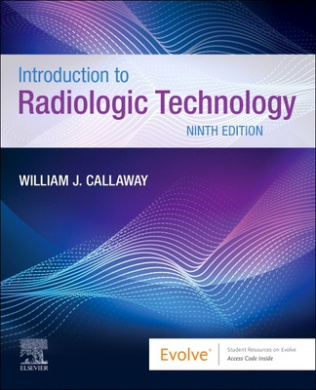 Introduction to
Radiologic Technology
NINTH EDITION
WILLIAM J. CALLAWAY
ELSEVIER
Evolve®
Student Resources on Evolve
Access Code Inside